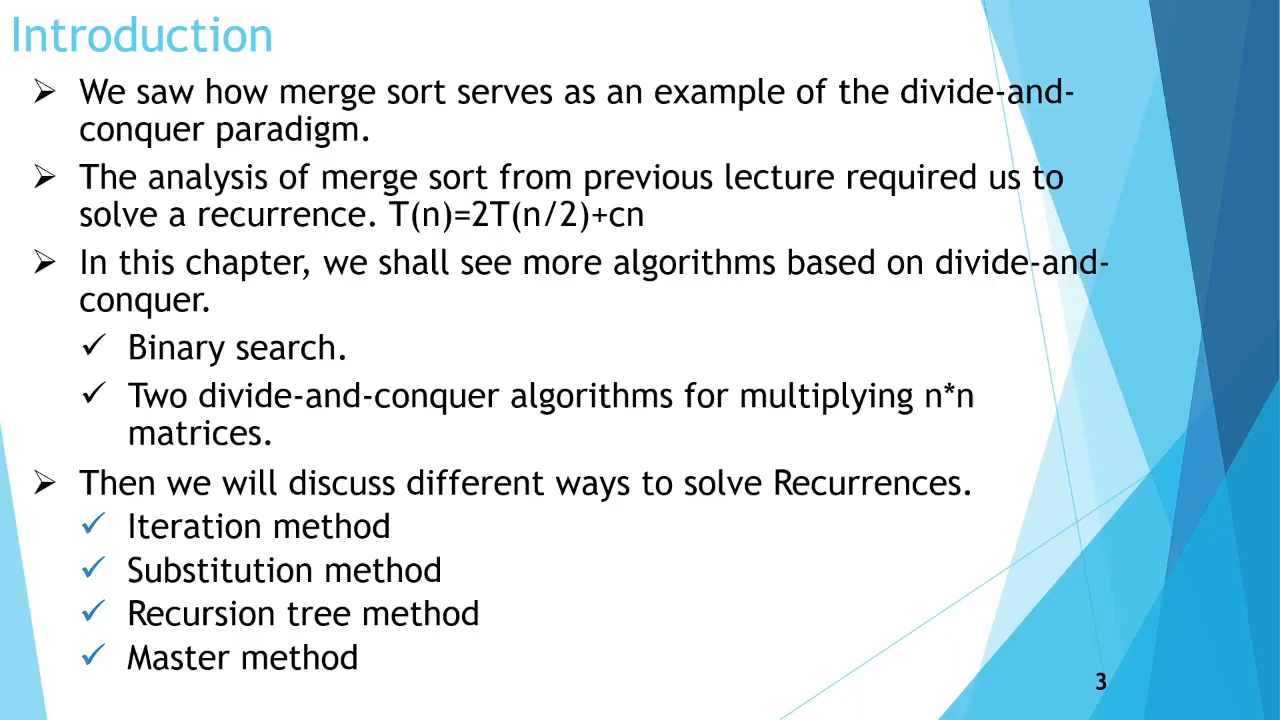 Introduction
We saw how merge sort serves as an example of the divide-and-
conquer paradigm.
The analysis of merge sort from previous lecture required us to
solve a recurrence. T(n)=2T(n/2)+cn
In this chapter, we shall see more algorithms based on divide-and-
conquer.
Binary search.
Two divide-and-conquer algorithms for multiplying n*n
matrices.
Then we will discuss different ways to solve Recurrences.
Iteration method
Substitution method
Recursion tree method
Master method
3